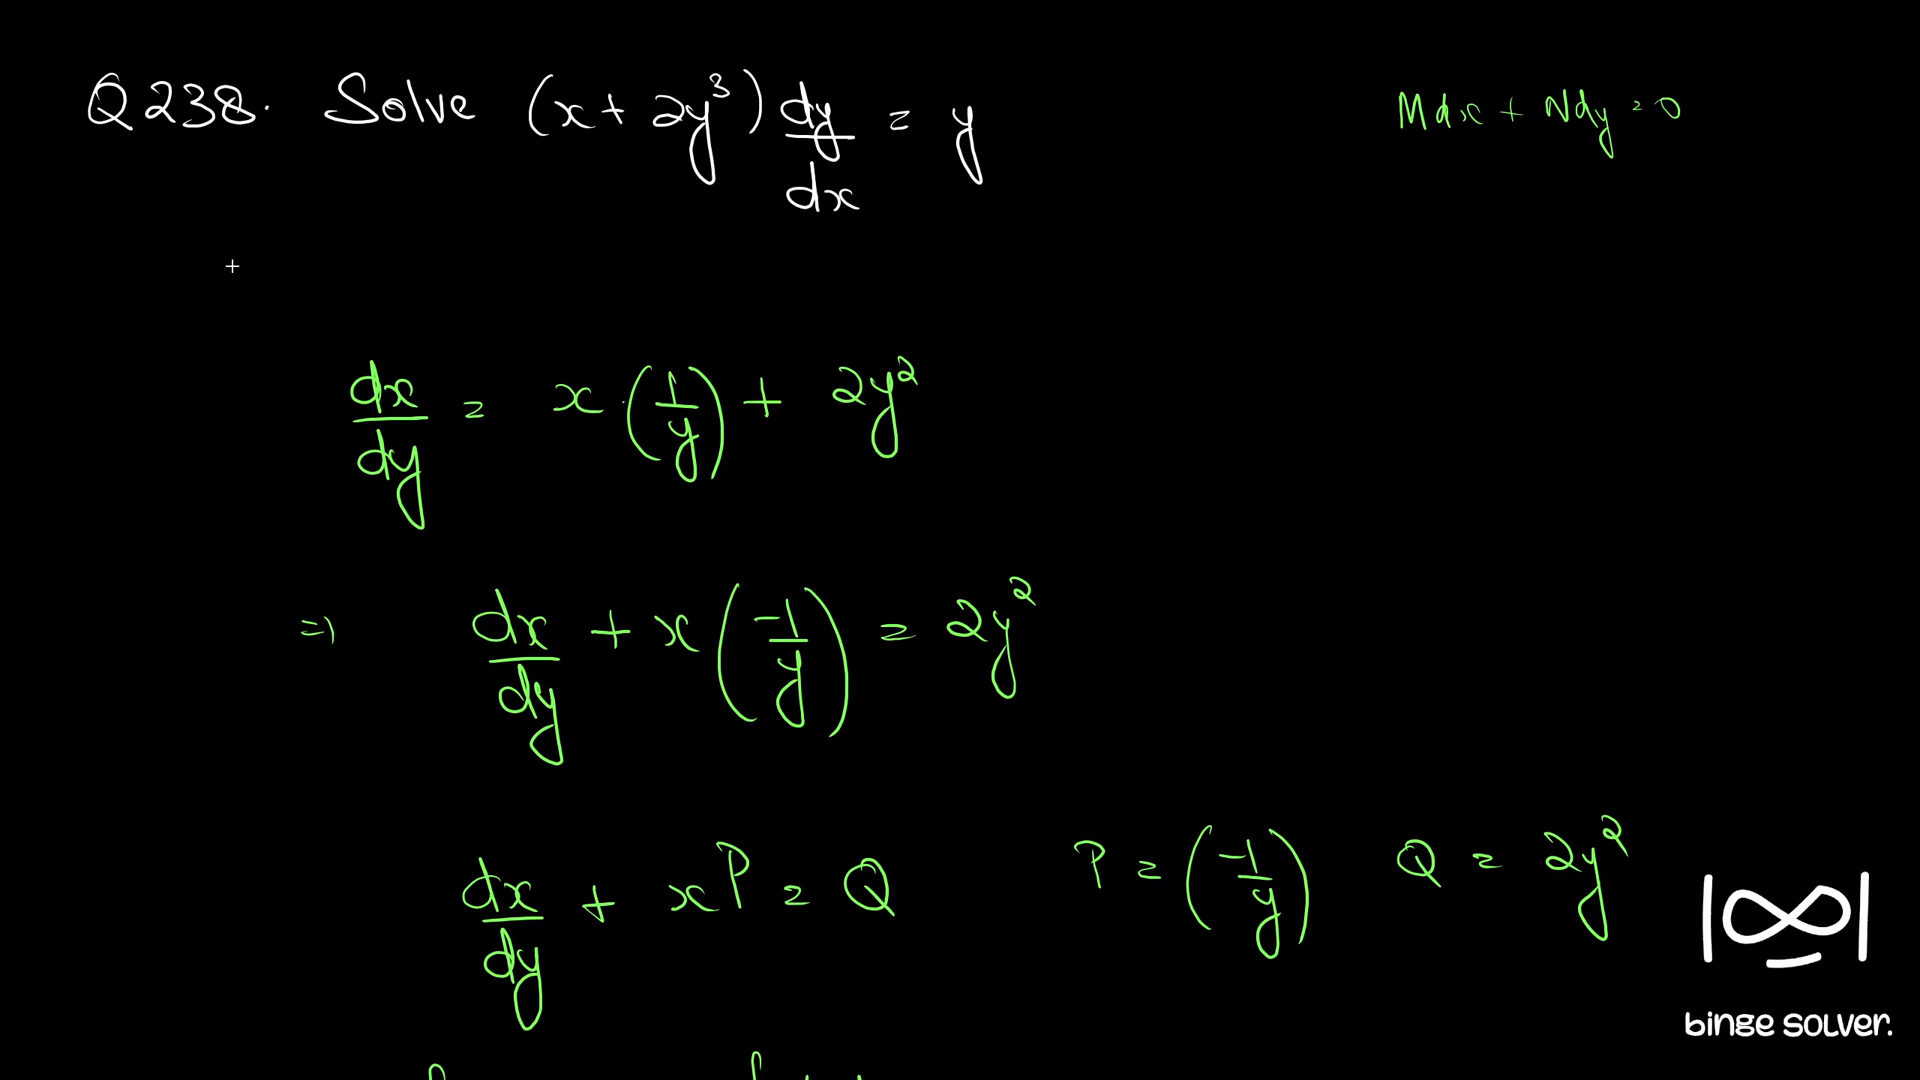 Q238. Solve (x + 2y³) dy/dx = y
Mdx + Ndy = 0
dx/dy = x·(1/y) + 2y²
=) dx/dy + x(-1/y) = 2y²
dx/dy + xP = Q P = (-1/y) Q = 2y²
binge solver.